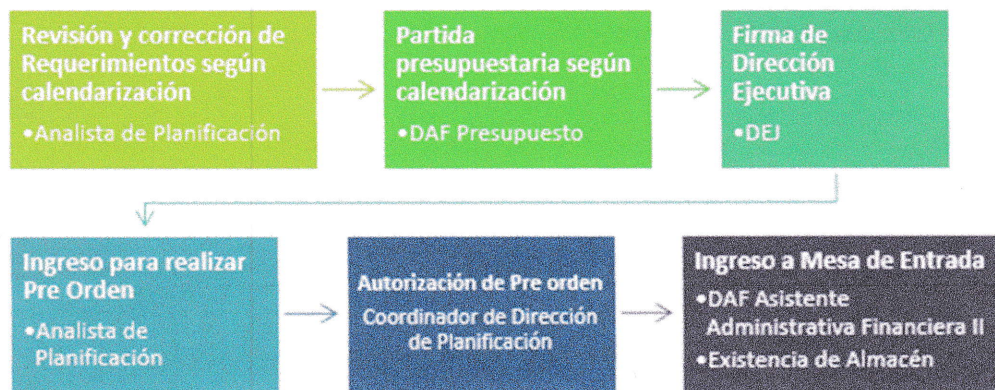 Revisión y corrección de
Requerimientos según
calendarización
•Analista de Planificación
Partida
presupuestaria según
calendarización
•DAF Presupuesto
Firma de
Dirección
Ejecutiva
•DEJ
Ingreso para realizar
Pre Orden
•Analista de
Planificación
Autorización de Pre orden
Coordinador de Dirección
de Planificación
Ingreso a Mesa de Entrada
•DAF Asistente
Administrativa Financiera II
•Existencia de Almacén